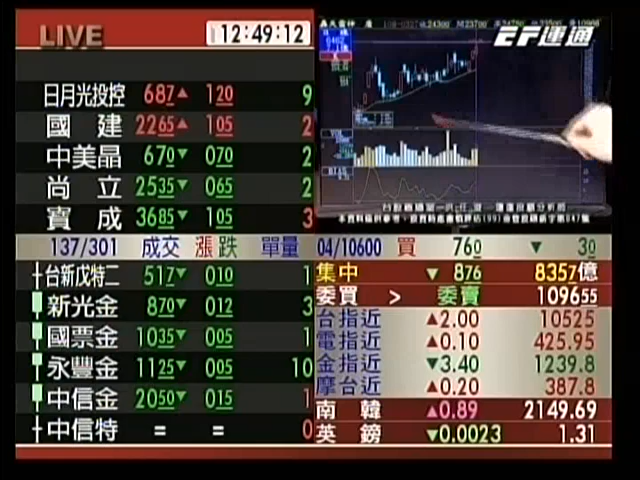 LIVE
12:49:12
日月光投控 687▲ 120 9
國建 2265▲ 105 2
中美晶 670▼ 070 2
尚立 2535▼ 065 2
寶成 3685▼ 105 3
137/301 成交 漲跌 單量
台新戊特二 517▼ 010 1
新光金 870▼ 012 3
國票金 1035▼ 005 1
永豐金 1125▼ 005 10
中信金 2050▼ 015 1
中信特 = = 0
EF運通
04/10600 買 760 ▼ 30
集中 ▼ 876 8357億
委買 > 委賣 109655
台指近 ▲2.00 10525
電指近 ▲0.10 425.95
金指近 ▼3.40 1239.8
摩台近 ▲0.20 387.8
南韓 ▲0.89 2149.69
英鎊 ▼0.0023 1.31